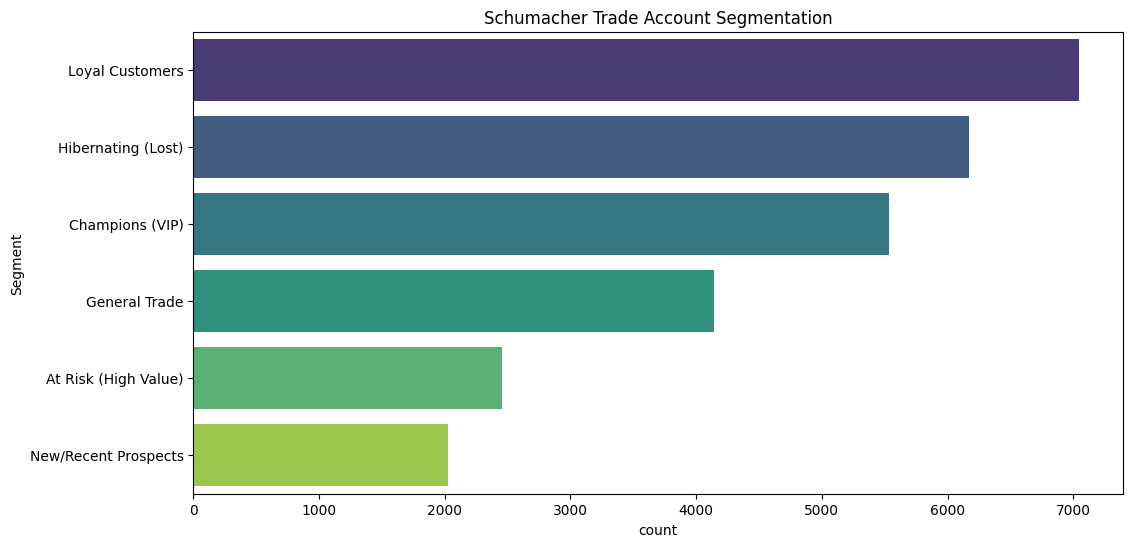 Schumacher Trade Account Segmentation
Segment
Loyal Customers
Hibernating (Lost)
Champions (VIP)
General Trade
At Risk (High Value)
New/Recent Prospects
0 1000 2000 3000 4000 5000 6000 7000
count